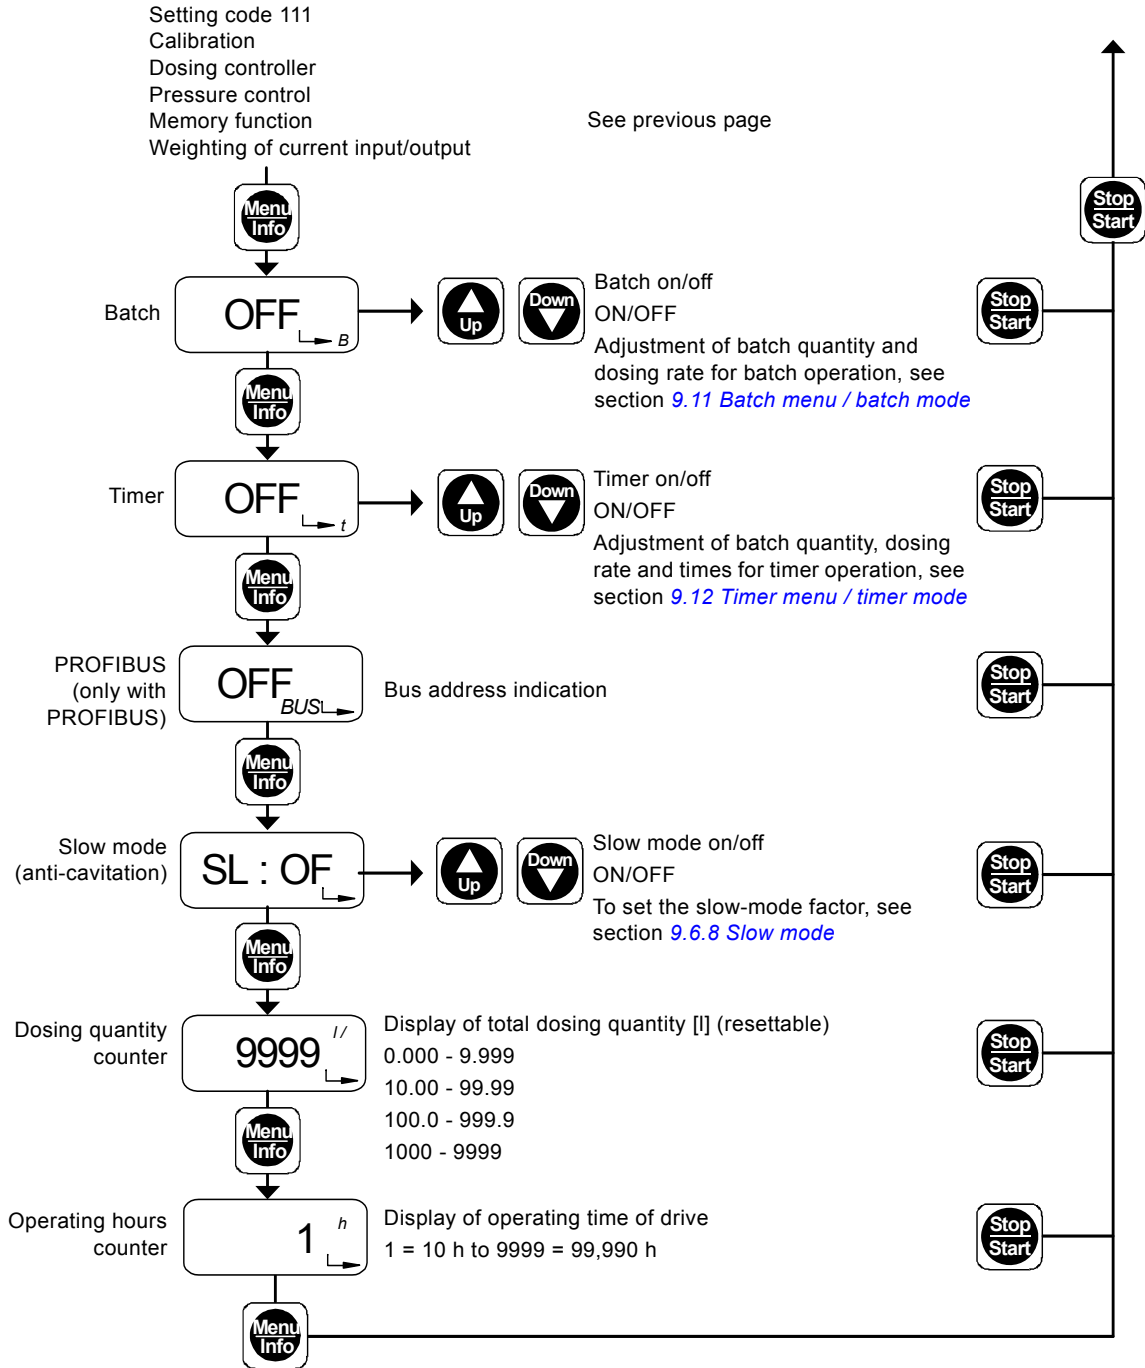 Setting code 111
Calibration
Dosing controller
Pressure control
Memory function
Weighting of current input/output
See previous page
Menu
Info
Stop
Start
Batch
OFF
B
Up
Down
Batch on/off
ON/OFF
Adjustment of batch quantity and
dosing rate for batch operation, see
section 9.11 Batch menu / batch mode
Stop
Start
Menu
Info
Timer
OFF
t
Up
Down
Timer on/off
ON/OFF
Adjustment of batch quantity, dosing
rate and times for timer operation, see
section 9.12 Timer menu / timer mode
Stop
Start
Menu
Info
PROFIBUS
(only with
PROFIBUS)
OFF
BUS
Bus address indication
Stop
Start
Menu
Info
Slow mode
(anti-cavitation)
SL : OF
Up
Down
Slow mode on/off
ON/OFF
To set the slow-mode factor, see
section 9.6.8 Slow mode
Stop
Start
Menu
Info
Dosing quantity
counter
9999
l /
Display of total dosing quantity [l] (resettable)
0.000 - 9.999
10.00 - 99.99
100.0 - 999.9
1000 - 9999
Stop
Start
Menu
Info
Operating hours
counter
1
h
Display of operating time of drive
1 = 10 h to 9999 = 99,990 h
Stop
Start
Menu
Info